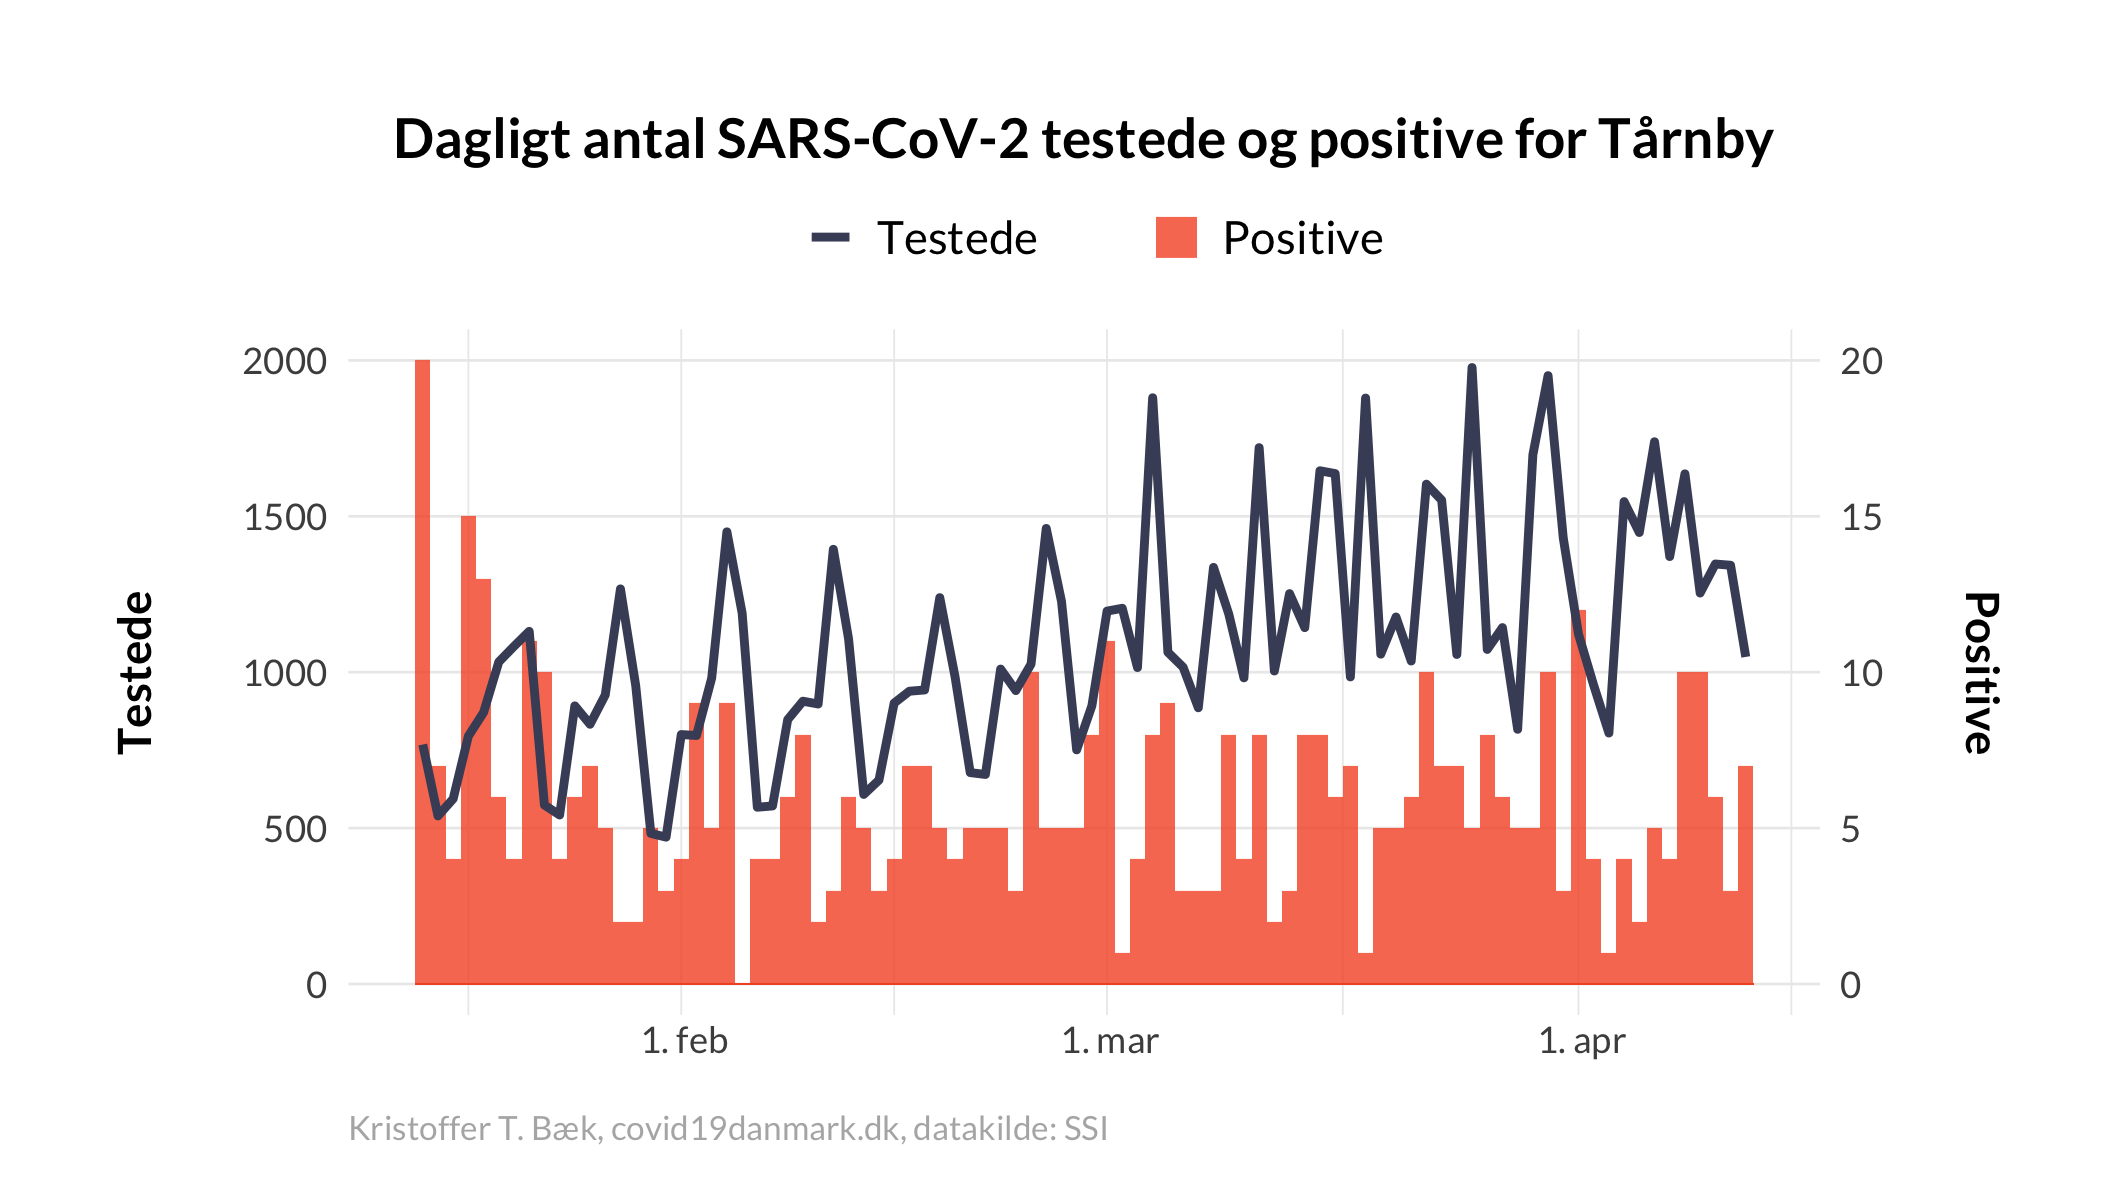 Dagligt antal SARS-CoV-2 testede og positive for Tårnby
Testede Positive
2000 20
1500 15
1000 10
500 5
0 0
Testede
Positive
1. feb 1. mar 1. apr
Kristoffer T. Bæk, covid19danmark.dk, datakilde: SSI